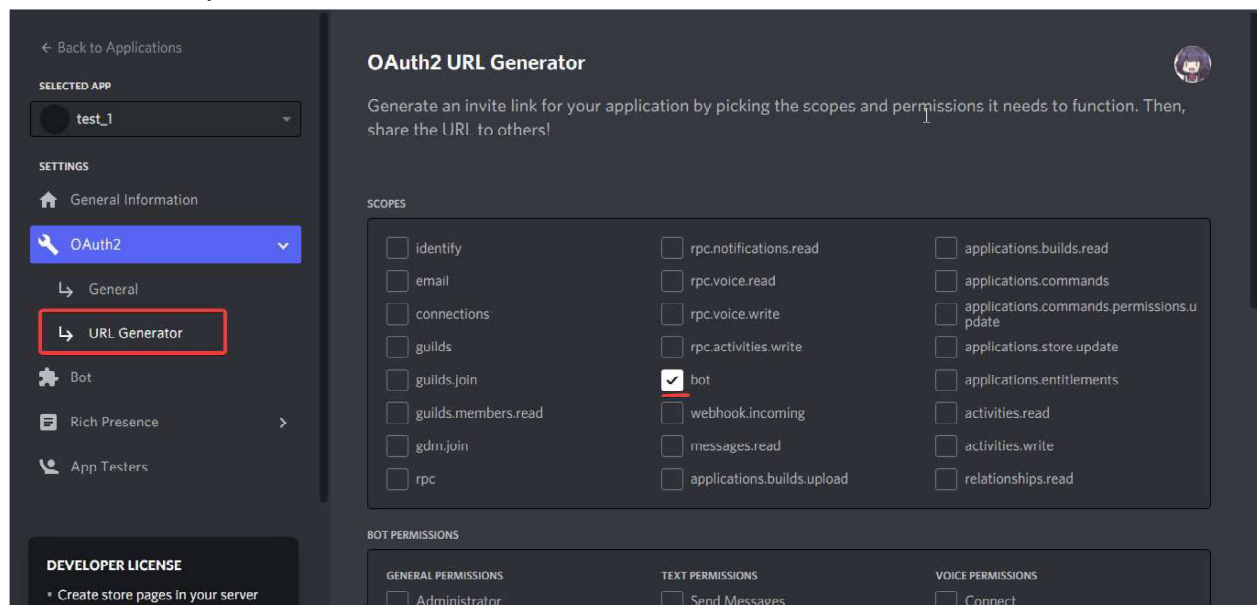 ← Back to Applications
SELECTED APP
test_1
SETTINGS
General Information
OAuth2
General
URL Generator
Bot
Rich Presence
App Testers
DEVELOPER LICENSE
• Create store pages in your server
OAuth2 URL Generator
Generate an invite link for your application by picking the scopes and permissions it needs to function. Then,
share the URL to others!
SCOPES
identify
email
connections
guilds
guilds.join
guilds.members.read
gdm.join
rpc
rpc.notifications.read
rpc.voice.read
rpc.voice.write
rpc.activities.write
bot
webhook.incoming
messages.read
applications.builds.upload
applications.builds.read
applications.commands
applications.commands.permissions.u
pdate
applications.store.update
applications.entitlements
activities.read
activities.write
relationships.read
BOT PERMISSIONS
GENERAL PERMISSIONS
Administrator
TEXT PERMISSIONS
Send Messages
VOICE PERMISSIONS
Connect